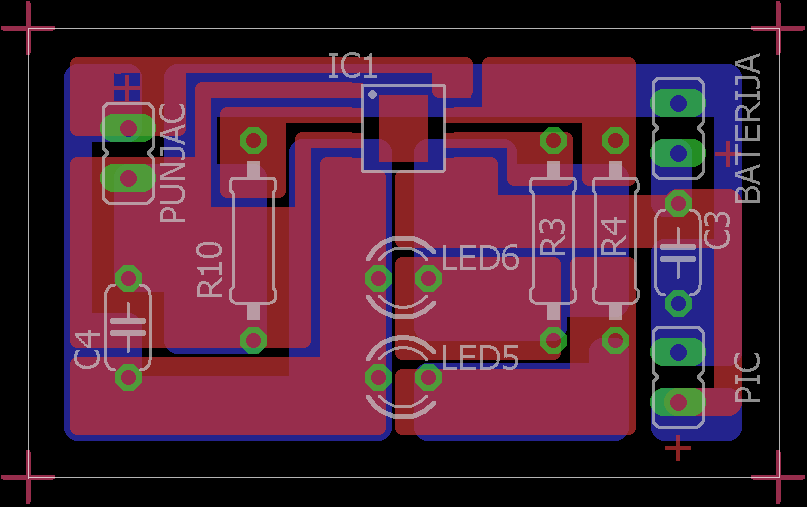 IC1
PUNJAC
BATERIJA
R10
R3
R4
C3
LED6
C4
LED5
PIC